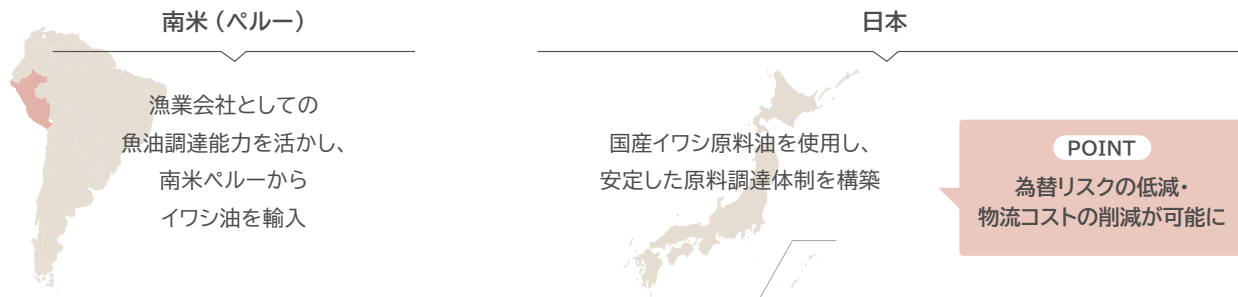 南米（ペルー）
漁業会社としての
魚油調達能力を活かし、
南米ペルーから
イワシ油を輸入
日本
国産イワシ原料油を使用し、
安定した原料調達体制を構築
POINT
為替リスクの低減・
物流コストの削減が可能に